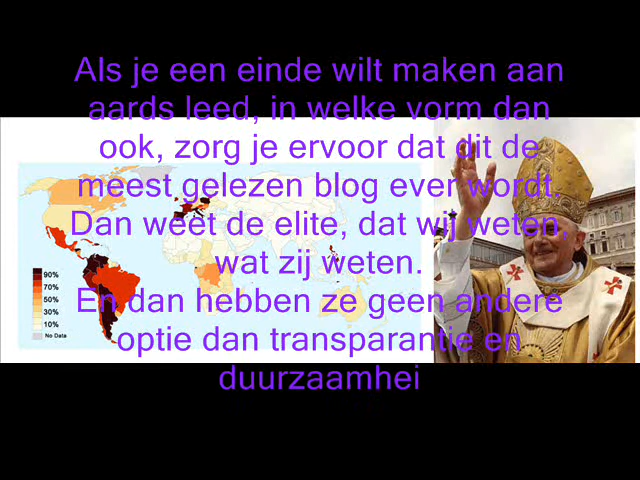 Als je een einde wilt maken aan
aards leed, in welke vorm dan
ook, zorg je ervoor dat dit de
meest gelezen blog ever wordt.
Dan weet de elite, dat wij weten,
wat zij weten.
En dan hebben ze geen andere
optie dan transparantie en
duurzaamhei
90%
70%
50%
30%
10%
No Data